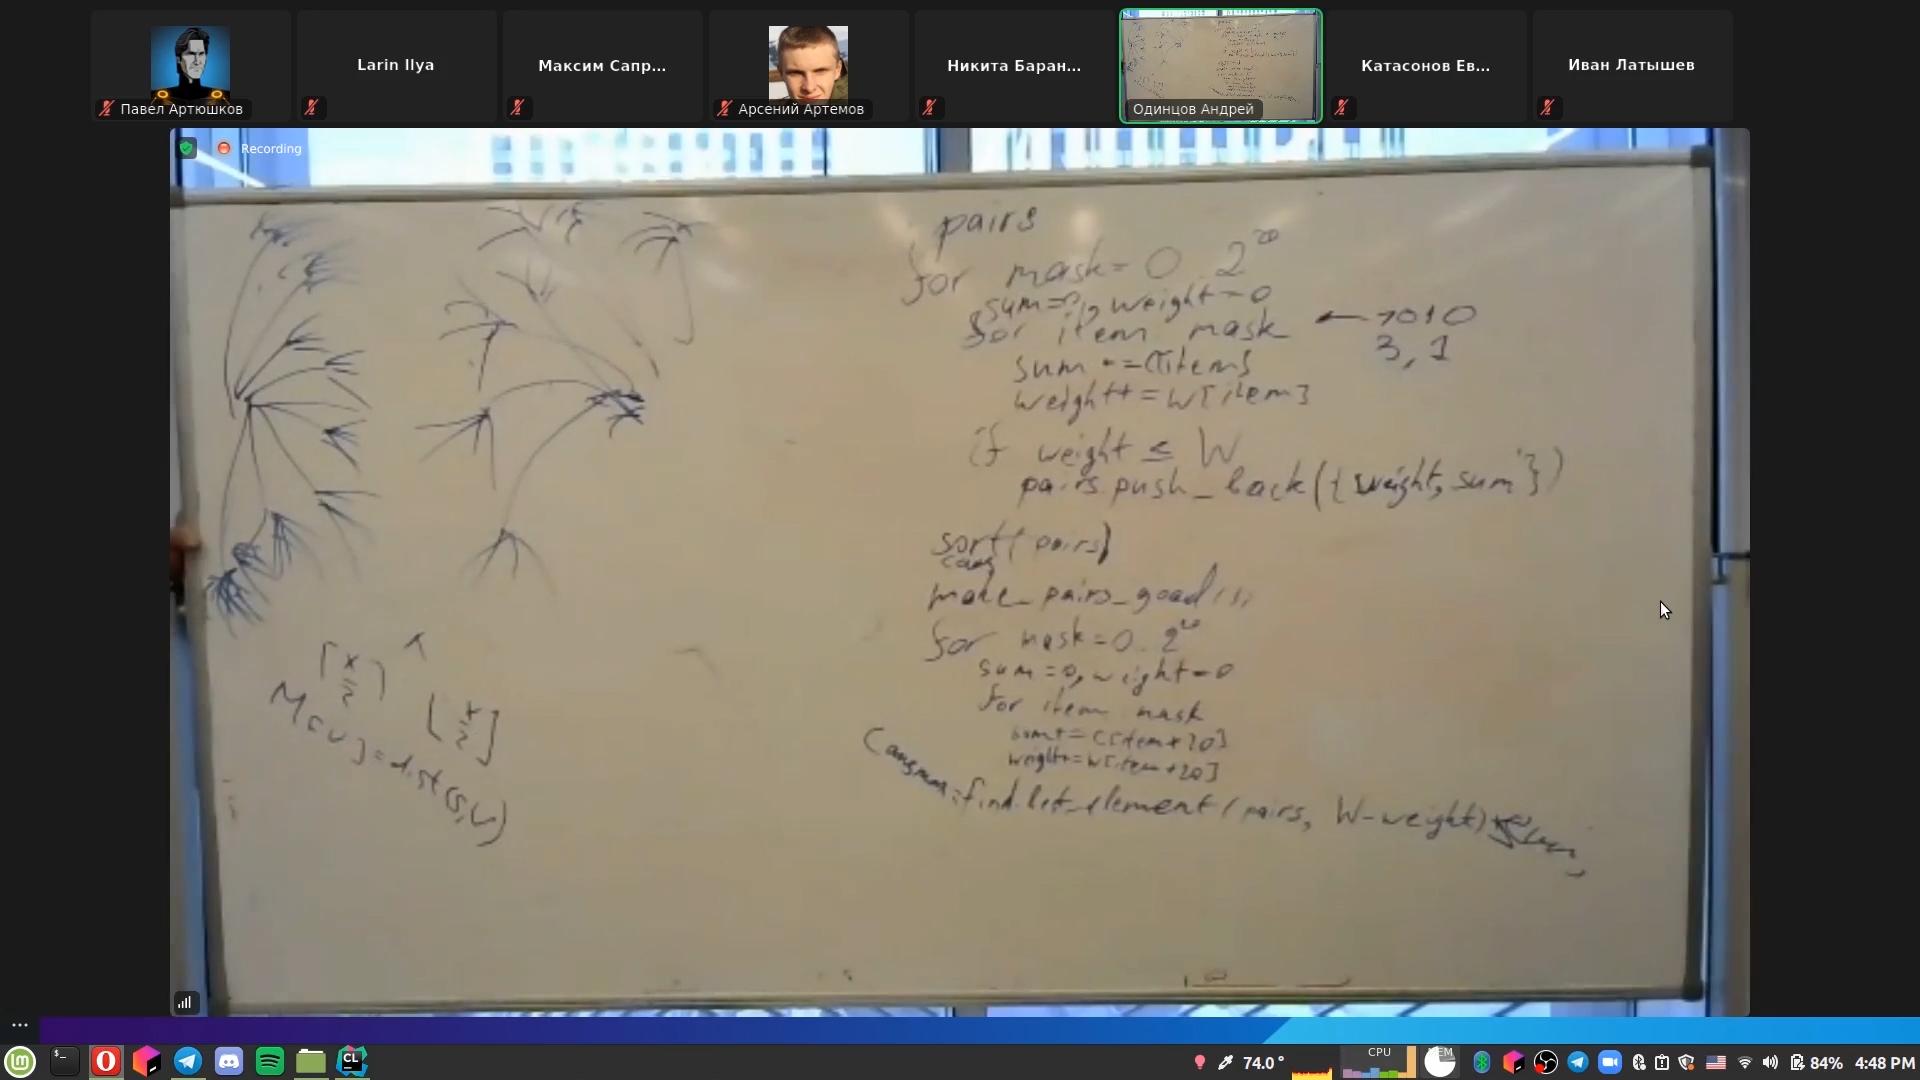 Павел Артюшков
Larin Ilya
Максим Сапр...
Арсений Артемов
Никита Баран...
Одинцов Андрей
Катасонов Ев...
Иван Латышев
Recording
pairs
for mask = 0 .. 2^20
sum=0, weight=0
for item mask ← 1010
3, 1
sum += C[item]
weight += W[item]
if weight ≤ W
pairs.push_back({weight, sum})
sort(pairs)
make_pairs_good()
for mask = 0 .. 2^20
sum = 0, weight = 0
for item mask
sum += C[item+20]
weight += W[item+20]
find_let_element(pairs, W-weight)
⌈x/2⌉
⌊x/2⌋
M[v] = dist(s,v)
CPU
MEM
CL
74.0°
84%
4:48 PM